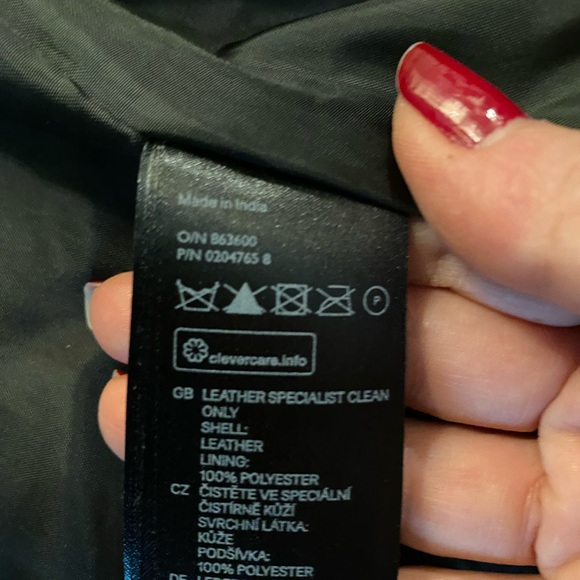 Made in India
O/N 863600
P/N 0204765 8
P
clevercare.info
GB LEATHER SPECIALIST CLEAN
ONLY
SHELL:
LEATHER
LINING:
100% POLYESTER
CZ ČISTĚTE VE SPECIÁLNÍ
ČISTÍRNĚ KŮŽÍ
SVRCHNÍ LÁTKA:
KŮŽE
PODŠÍVKA:
100% POLYESTER